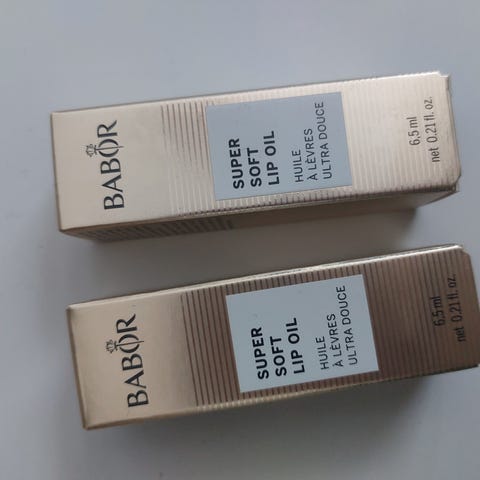 BABOR
SUPER
SOFT
LIP OIL
HUILE
À LÈVRES
ULTRA DOUCE
6,5 ml
net 0.21 fl. oz.
BABOR
SUPER
SOFT
LIP OIL
HUILE
À LÈVRES
ULTRA DOUCE
6,5 ml
net 0.21 fl. oz.